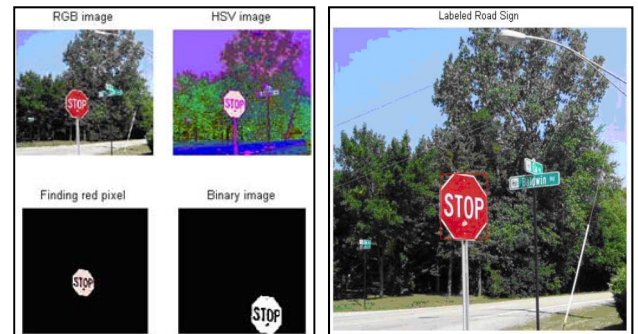 RGB image
HSV image
STOP
STOP
Finding red pixel
Binary image
STOP
STOP
Labeled Road Sign
Baldwin
STOP